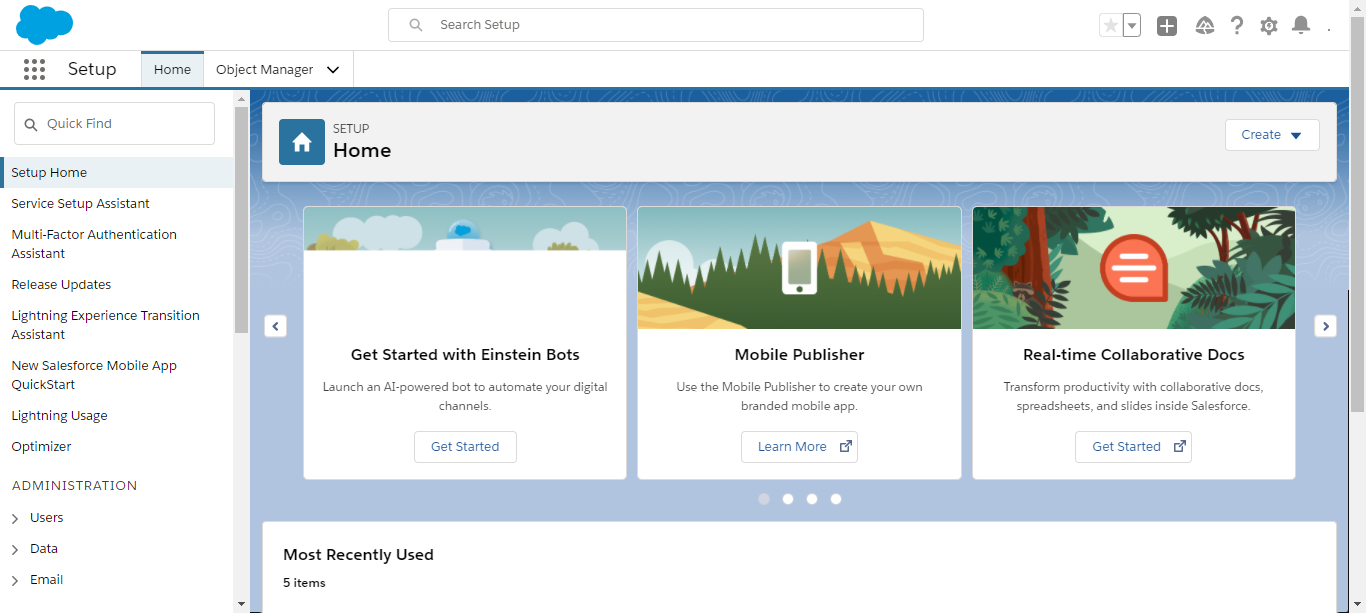 Search Setup
Setup
Home
Object Manager
Quick Find
Setup Home
Service Setup Assistant
Multi-Factor Authentication
Assistant
Release Updates
Lightning Experience Transition
Assistant
New Salesforce Mobile App
QuickStart
Lightning Usage
Optimizer
ADMINISTRATION
Users
Data
Email
SETUP
Home
Create
Get Started with Einstein Bots
Launch an AI-powered bot to automate your digital
channels.
Get Started
Mobile Publisher
Use the Mobile Publisher to create your own
branded mobile app.
Learn More
Real-time Collaborative Docs
Transform productivity with collaborative docs,
spreadsheets, and slides inside Salesforce.
Get Started
Most Recently Used
5 items